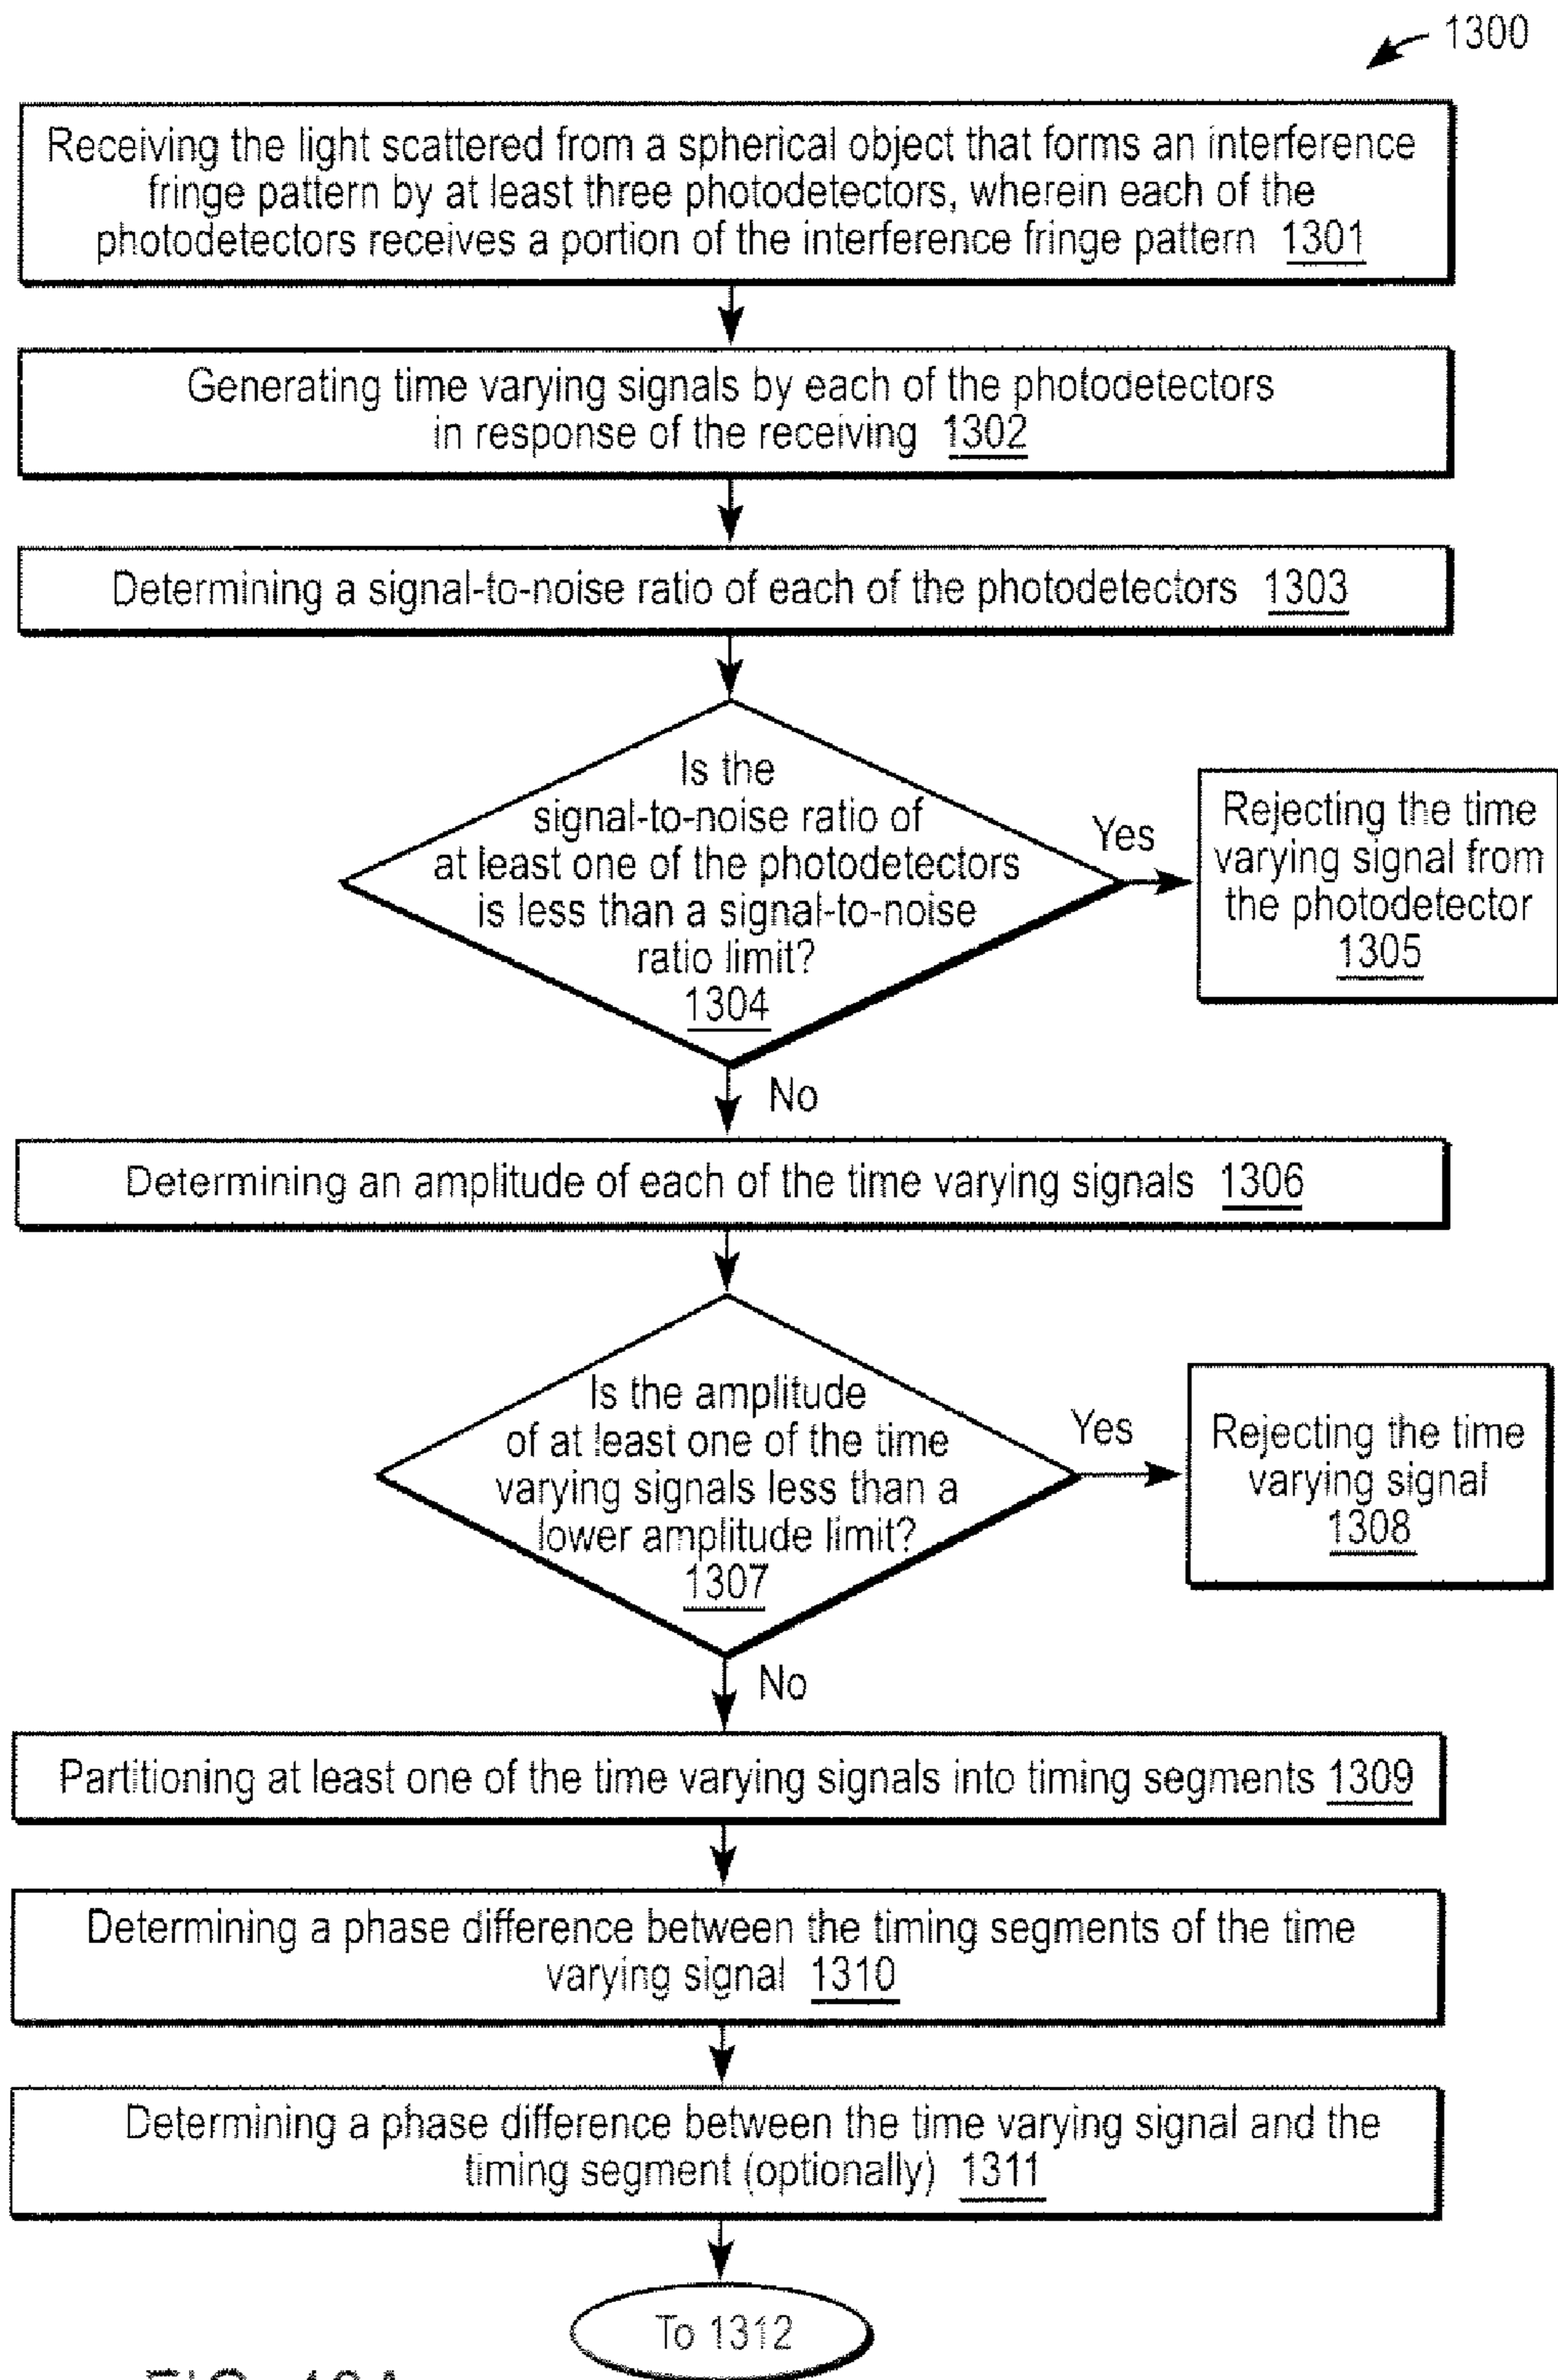 1300
Receiving the light scattered from a spherical object that forms an interference
fringe pattern by at least three photodetectors, wherein each of the
photodetectors receives a portion of the interference fringe pattern 1301
Generating time varying signals by each of the photodetectors
in response of the receiving 1302
Determining a signal-to-noise ratio of each of the photodetectors 1303
Is the
signal-to-noise ratio of
at least one of the photodetectors
is less than a signal-to-noise
ratio limit?
1304
Yes
Rejecting the time
varying signal from
the photodetector
1305
No
Determining an amplitude of each of the time varying signals 1306
Is the amplitude
of at least one of the time
varying signals less than a
lower amplitude limit?
1307
Yes
Rejecting the time
varying signal
1308
No
Partitioning at least one of the time varying signals into timing segments 1309
Determining a phase difference between the timing segments of the time
varying signal 1310
Determining a phase difference between the time varying signal and the
timing segment (optionally) 1311
To 1312